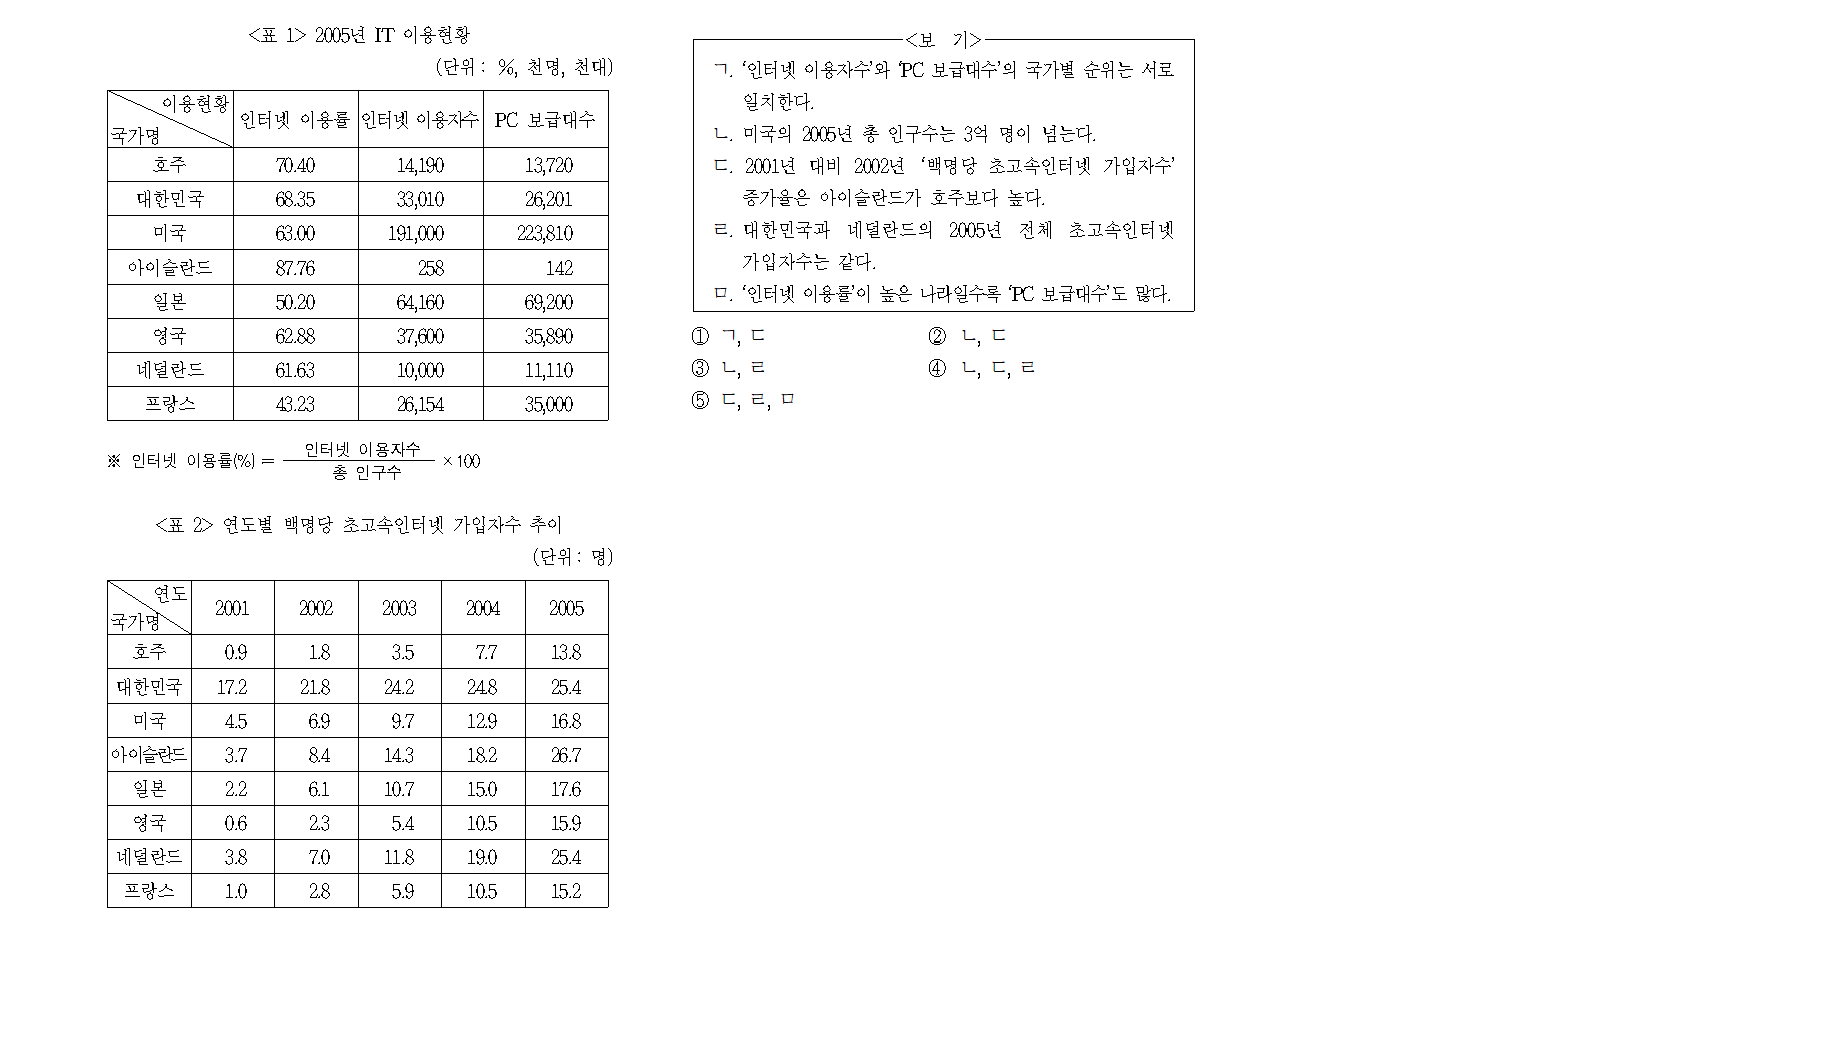 <표 1> 2005년 IT 이용현황
(단위 : %, 천명, 천대)
이용현황
국가명
인터넷 이용률 인터넷 이용자수 PC 보급대수
호주 70.40 14,190 13,720
대한민국 68.35 33,010 26,201
미국 63.00 191,000 223,810
아이슬란드 87.76 258 142
일본 50.20 64,160 69,200
영국 62.88 37,600 35,890
네덜란드 61.63 10,000 11,110
프랑스 43.23 26,154 35,000
※ 인터넷 이용률(%) = 인터넷 이용자수 / 총 인구수 × 100
<표 2> 연도별 백명당 초고속인터넷 가입자수 추이
(단위 : 명)
연도
국가명
2001 2002 2003 2004 2005
호주 0.9 1.8 3.5 7.7 13.8
대한민국 17.2 21.8 24.2 24.8 25.4
미국 4.5 6.9 9.7 12.9 16.8
아이슬란드 3.7 8.4 14.3 18.2 26.7
일본 2.2 6.1 10.7 15.0 17.6
영국 0.6 2.3 5.4 10.5 15.9
네덜란드 3.8 7.0 11.8 19.0 25.4
프랑스 1.0 2.8 5.9 10.5 15.2
<보 기>
ㄱ. ‘인터넷 이용자수’와 ‘PC 보급대수’의 국가별 순위는 서로
일치한다.
ㄴ. 미국의 2005년 총 인구수는 3억 명이 넘는다.
ㄷ. 2001년 대비 2002년 ‘백명당 초고속인터넷 가입자수’
증가율은 아이슬란드가 호주보다 높다.
ㄹ. 대한민국과 네덜란드의 2005년 전체 초고속인터넷
가입자수는 같다.
ㅁ. ‘인터넷 이용률’이 높은 나라일수록 ‘PC 보급대수’도 많다.
① ㄱ, ㄷ ② ㄴ, ㄷ
③ ㄴ, ㄹ ④ ㄴ, ㄷ, ㄹ
⑤ ㄷ, ㄹ, ㅁ